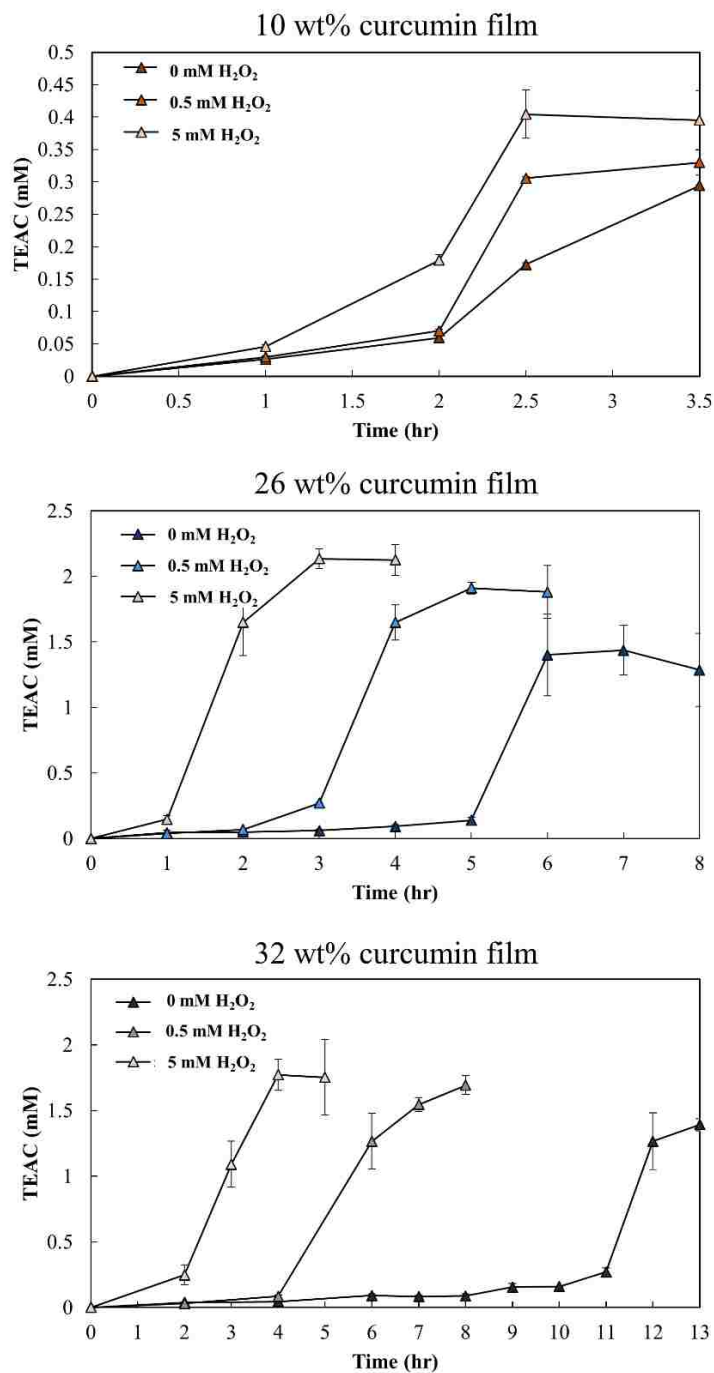 10 wt% curcumin film
0.5
0.45
0.4
0.35
0.3
0.25
0.2
0.15
0.1
0.05
0
TEAC (mM)
0 mM H₂O₂
0.5 mM H₂O₂
5 mM H₂O₂
0 0.5 1 1.5 2 2.5 3 3.5
Time (hr)
26 wt% curcumin film
2.5
2
1.5
1
0.5
0
TEAC (mM)
0 mM H₂O₂
0.5 mM H₂O₂
5 mM H₂O₂
0 1 2 3 4 5 6 7 8
Time (hr)
32 wt% curcumin film
2.5
2
1.5
1
0.5
0
TEAC (mM)
0 mM H₂O₂
0.5 mM H₂O₂
5 mM H₂O₂
0 1 2 3 4 5 6 7 8 9 10 11 12 13
Time (hr)